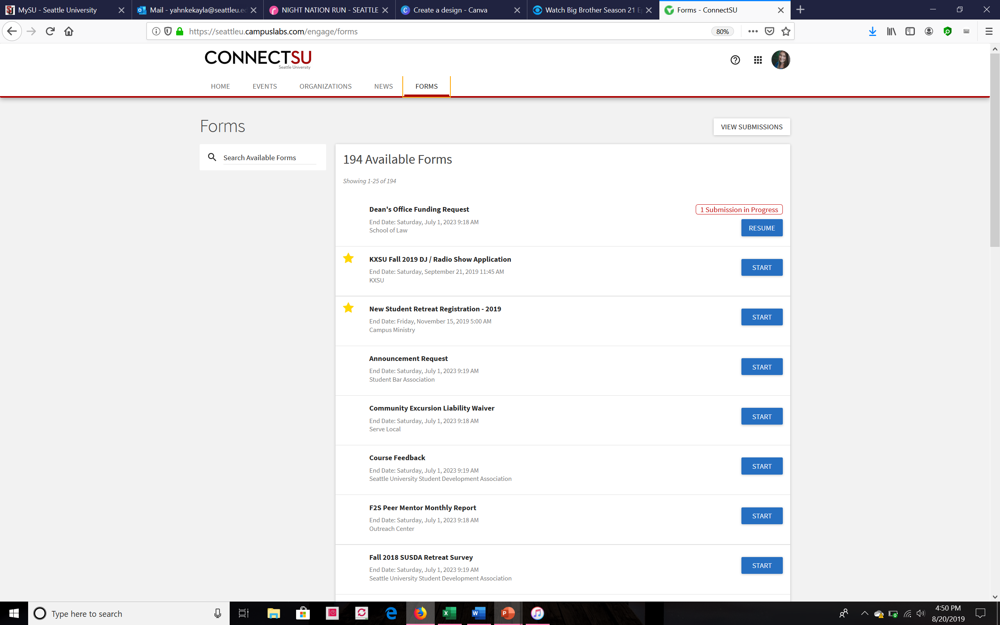 MySU - Seattle University
Mail - yahnkekayla@seattleu.ed
NIGHT NATION RUN - SEATTLE
Create a design - Canva
Watch Big Brother Season 21 Ep
Forms - ConnectSU
https://seattleu.campuslabs.com/engage/forms
80%
CONNECTSU
Seattle University
HOME EVENTS ORGANIZATIONS NEWS FORMS
Forms
VIEW SUBMISSIONS
Search Available Forms
194 Available Forms
Showing 1-25 of 194
Dean's Office Funding Request
1 Submission in Progress
End Date: Saturday, July 1, 2023 9:18 AM
School of Law
RESUME
KXSU Fall 2019 DJ / Radio Show Application
End Date: Saturday, September 21, 2019 11:45 AM
KXSU
START
New Student Retreat Registration - 2019
End Date: Friday, November 15, 2019 5:00 AM
Campus Ministry
START
Announcement Request
End Date: Saturday, July 1, 2023 9:19 AM
Student Bar Association
START
Community Excursion Liability Waiver
End Date: Saturday, July 1, 2023 9:18 AM
Serve Local
START
Course Feedback
End Date: Saturday, July 1, 2023 9:19 AM
Seattle University Student Development Association
START
F2S Peer Mentor Monthly Report
End Date: Saturday, July 1, 2023 9:18 AM
Outreach Center
START
Fall 2018 SUSDA Retreat Survey
End Date: Saturday, July 1, 2023 9:19 AM
Seattle University Student Development Association
START
Type here to search
4:50 PM
8/20/2019